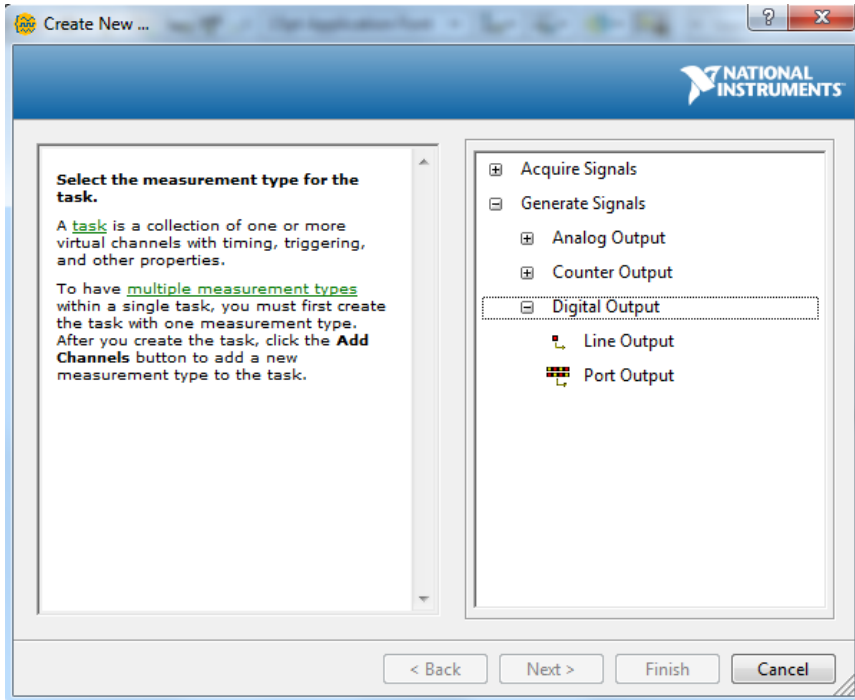 Create New ...
NATIONAL
INSTRUMENTS
Select the measurement type for the
task.
A task is a collection of one or more
virtual channels with timing, triggering,
and other properties.
To have multiple measurement types
within a single task, you must first create
the task with one measurement type.
After you create the task, click the Add
Channels button to add a new
measurement type to the task.
Acquire Signals
Generate Signals
Analog Output
Counter Output
Digital Output
Line Output
Port Output
< Back
Next >
Finish
Cancel